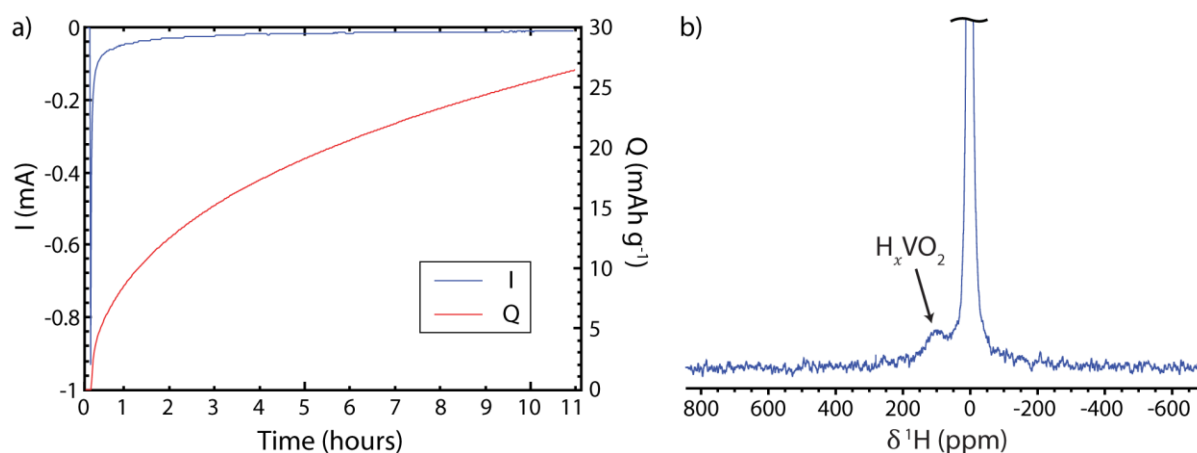 a)
I (mA)
0
-0.2
-0.4
-0.6
-0.8
-1
30
25
20
15
10
5
0
Q (mAh g⁻¹)
I
Q
0 1 2 3 4 5 6 7 8 9 10 11
Time (hours)
b)
HₓVO₂
800 600 400 200 0 -200 -400 -600
δ ¹H (ppm)